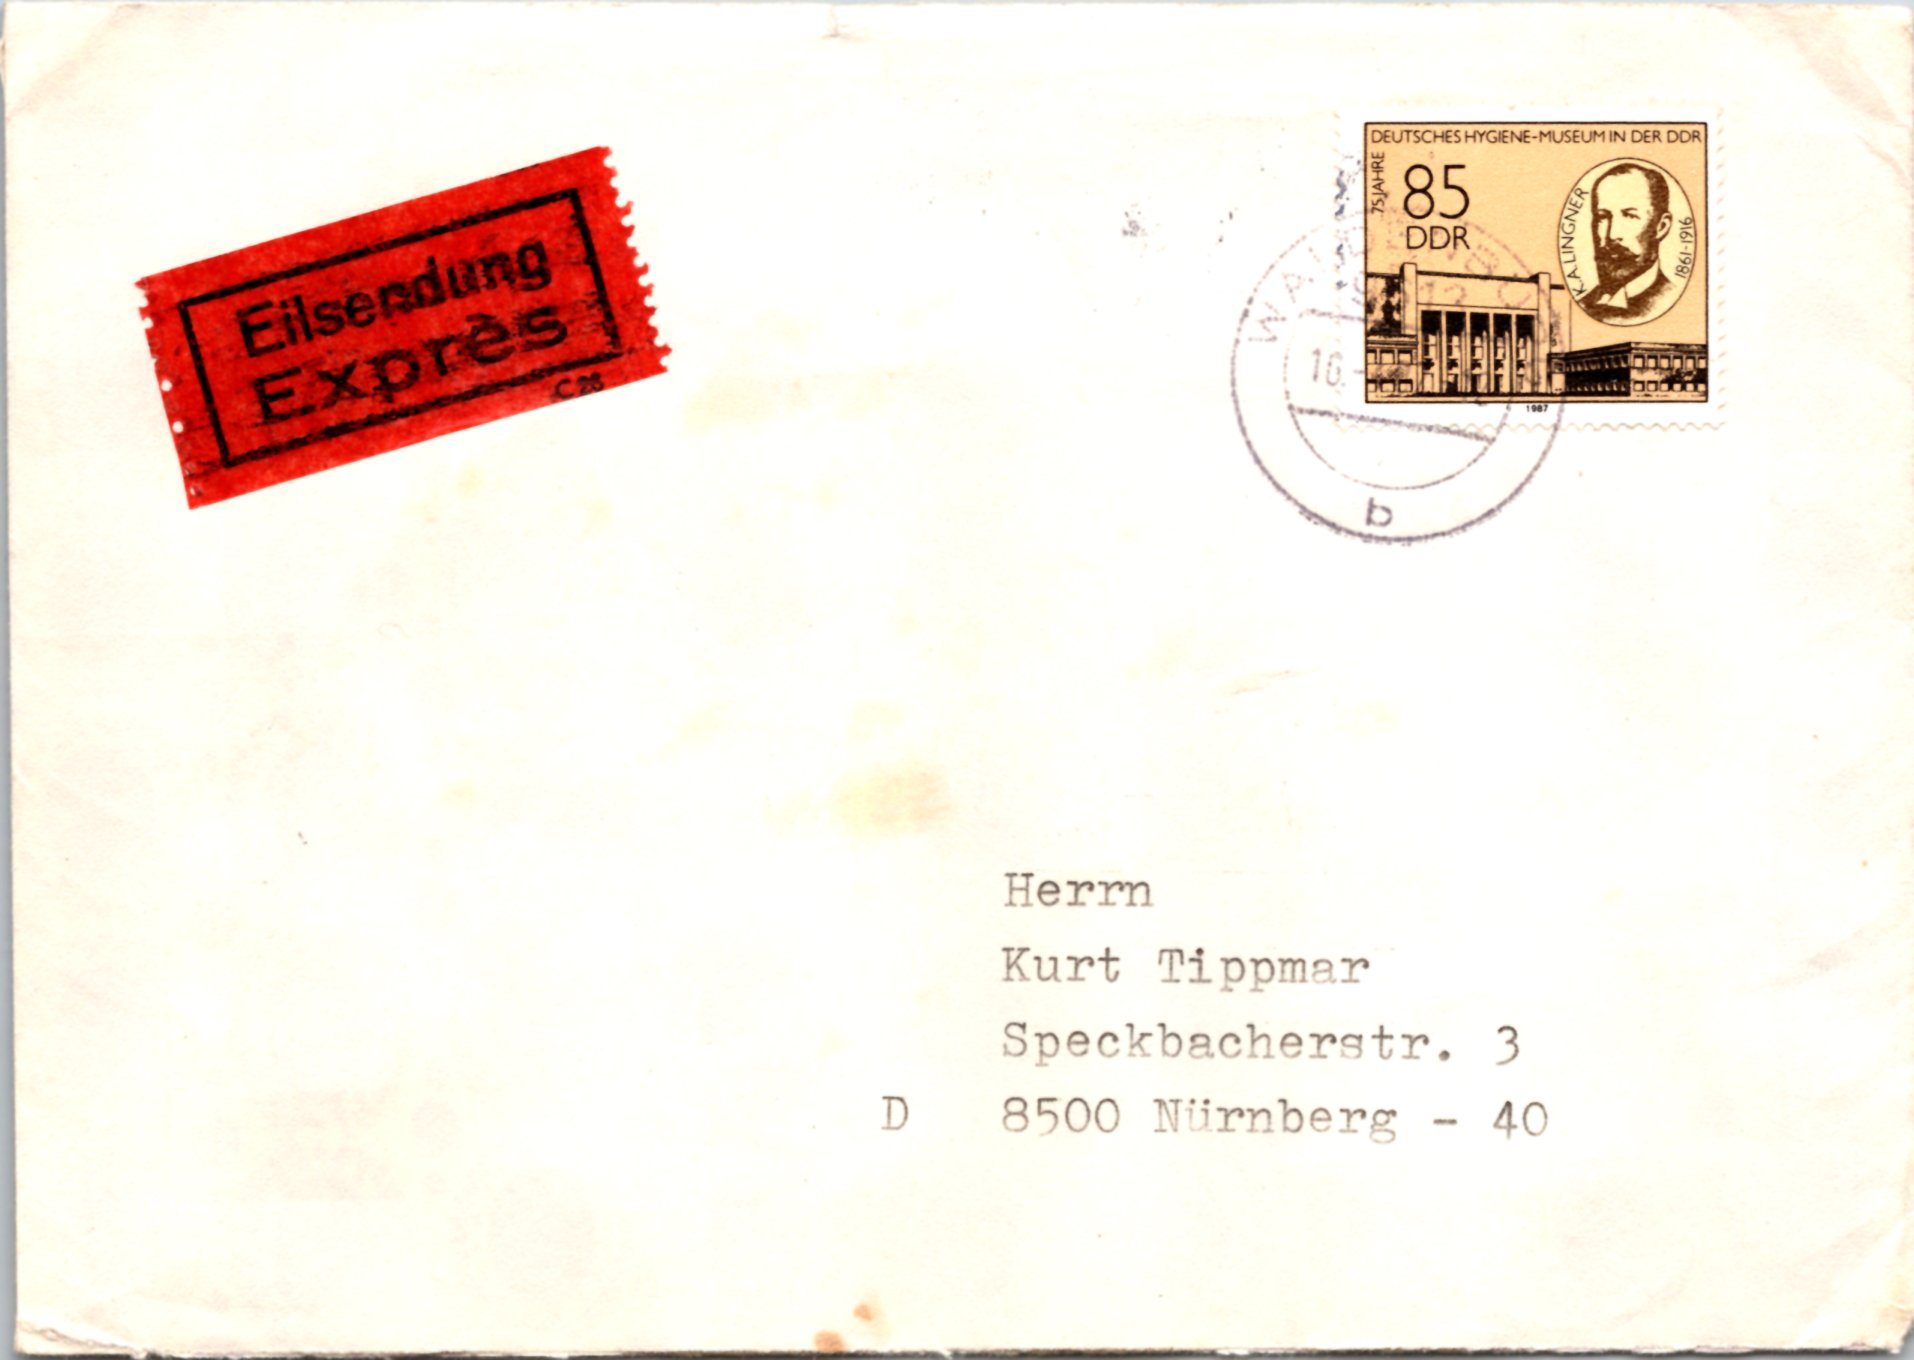 Eilsendung
Exprès
C 26
DEUTSCHES HYGIENE-MUSEUM IN DER DDR
75 JAHRE
85
DDR
K.A. LINGNER
1861-1916
1987
16.-
b
Herrn
Kurt Tippmar
Speckbacherstr. 3
D 8500 Nürnberg - 40